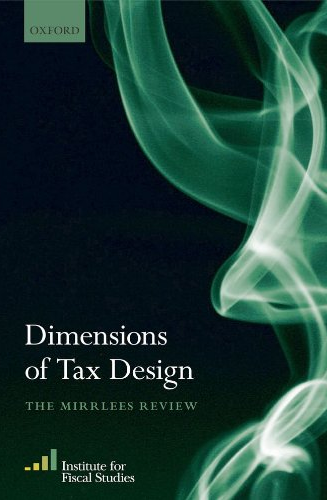 OXFORD
Dimensions
of Tax Design
THE MIRRLEES REVIEW
Institute for
Fiscal Studies